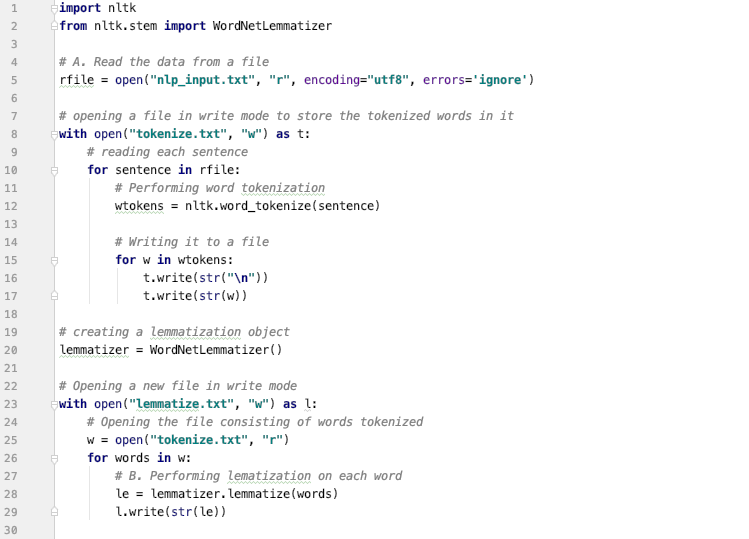 1 import nltk
2 from nltk.stem import WordNetLemmatizer
3
4 # A. Read the data from a file
5 rfile = open("nlp_input.txt", "r", encoding="utf8", errors='ignore')
6
7 # opening a file in write mode to store the tokenized words in it
8 with open("tokenize.txt", "w") as t:
9     # reading each sentence
10     for sentence in rfile:
11         # Performing word tokenization
12         wtokens = nltk.word_tokenize(sentence)
13
14         # Writing it to a file
15         for w in wtokens:
16             t.write(str("\n"))
17             t.write(str(w))
18
19 # creating a lemmatization object
20 lemmatizer = WordNetLemmatizer()
21
22 # Opening a new file in write mode
23 with open("lemmatize.txt", "w") as l:
24     # Opening the file consisting of words tokenized
25     w = open("tokenize.txt", "r")
26     for words in w:
27         # B. Performing lematization on each word
28         le = lemmatizer.lemmatize(words)
29         l.write(str(le))
30